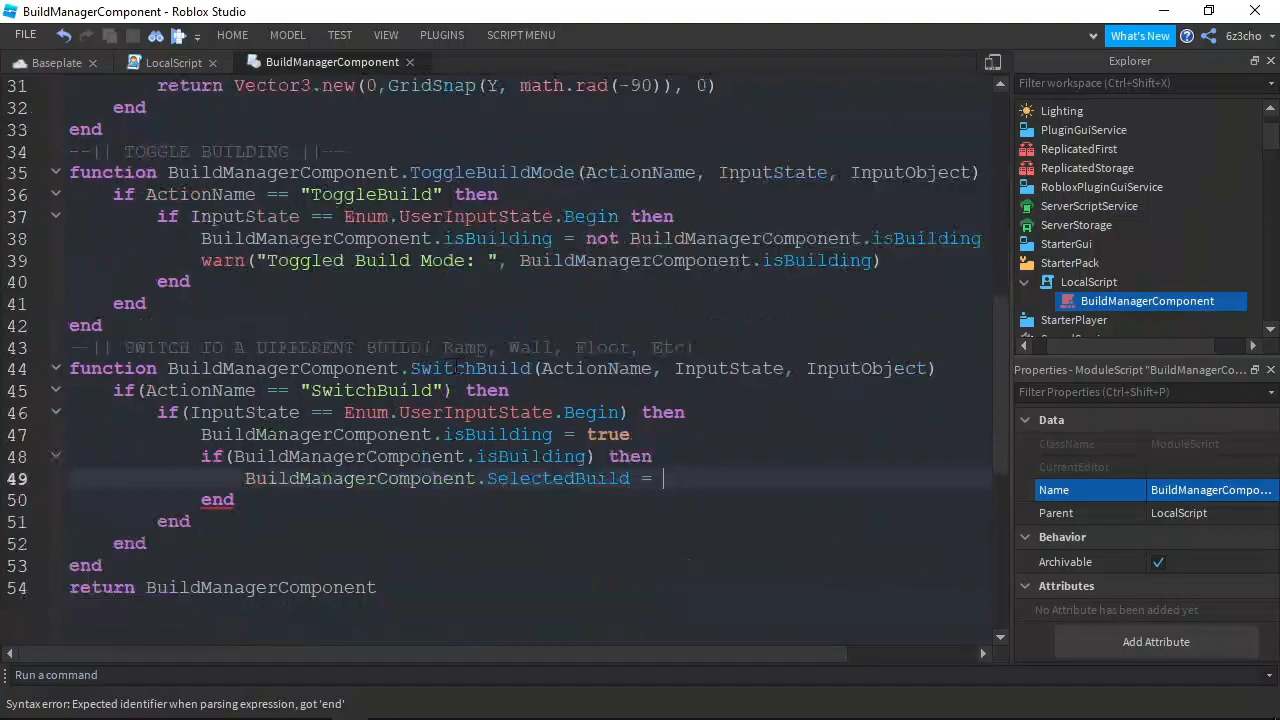 BuildManagerComponent - Roblox Studio
FILE HOME MODEL TEST VIEW PLUGINS SCRIPT MENU What's New 6z3cho
Baseplate LocalScript BuildManagerComponent
31 return Vector3.new(0,GridSnap(Y, math.rad(-90)), 0)
32 end
33 end
34 --|| TOGGLE BUILDING ||--
35 function BuildManagerComponent.ToggleBuildMode(ActionName, InputState, InputObject)
36 if ActionName == "ToggleBuild" then
37 if InputState == Enum.UserInputState.Begin then
38 BuildManagerComponent.isBuilding = not BuildManagerComponent.isBuilding
39 warn("Toggled Build Mode: ", BuildManagerComponent.isBuilding)
40 end
41 end
42 end
43 --|| SWITCH TO A DIFFERENT BUILD( Ramp, Wall, Floor, Etc)
44 function BuildManagerComponent.SwitchBuild(ActionName, InputState, InputObject)
45 if(ActionName == "SwitchBuild") then
46 if(InputState == Enum.UserInputState.Begin) then
47 BuildManagerComponent.isBuilding = true
48 if(BuildManagerComponent.isBuilding) then
49 BuildManagerComponent.SelectedBuild =
50 end
51 end
52 end
53 end
54 return BuildManagerComponent
Explorer
Filter workspace (Ctrl+Shift+X)
Lighting
PluginGuiService
ReplicatedFirst
ReplicatedStorage
RobloxPluginGuiService
ServerScriptService
ServerStorage
StarterGui
StarterPack
LocalScript
BuildManagerComponent
StarterPlayer
Properties - ModuleScript "BuildManagerCo...
Filter Properties (Ctrl+Shift+P)
Data
ClassName ModuleScript
CurrentEditor
Name BuildManagerCompo...
Parent LocalScript
Behavior
Archivable
Attributes
No Attribute has been added yet
Add Attribute
Run a command
Syntax error: Expected identifier when parsing expression, got 'end'